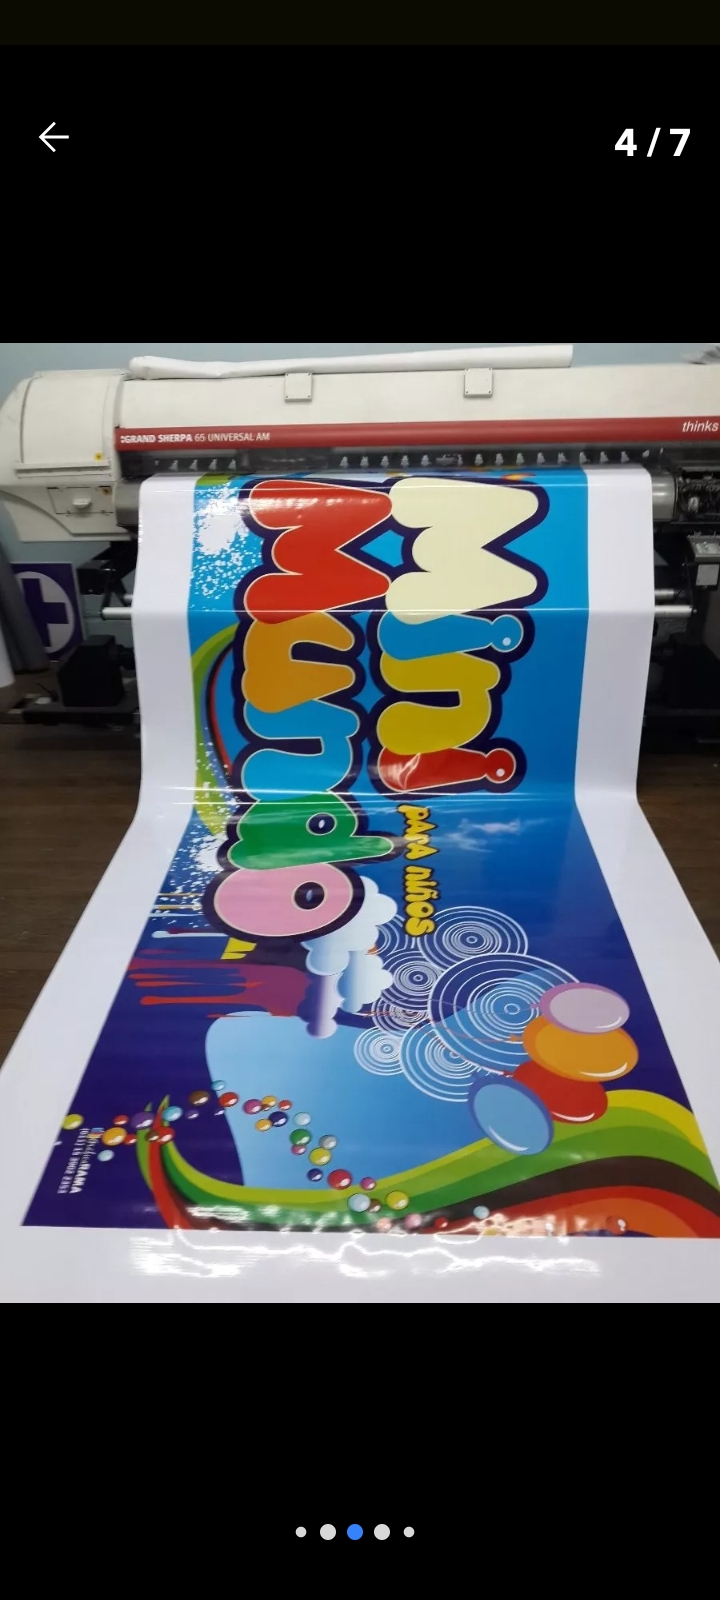 4 / 7
:GRAND SHERPA 65 UNIVERSAL AM
thinks
Mini
PARA NIÑOS
Mundo